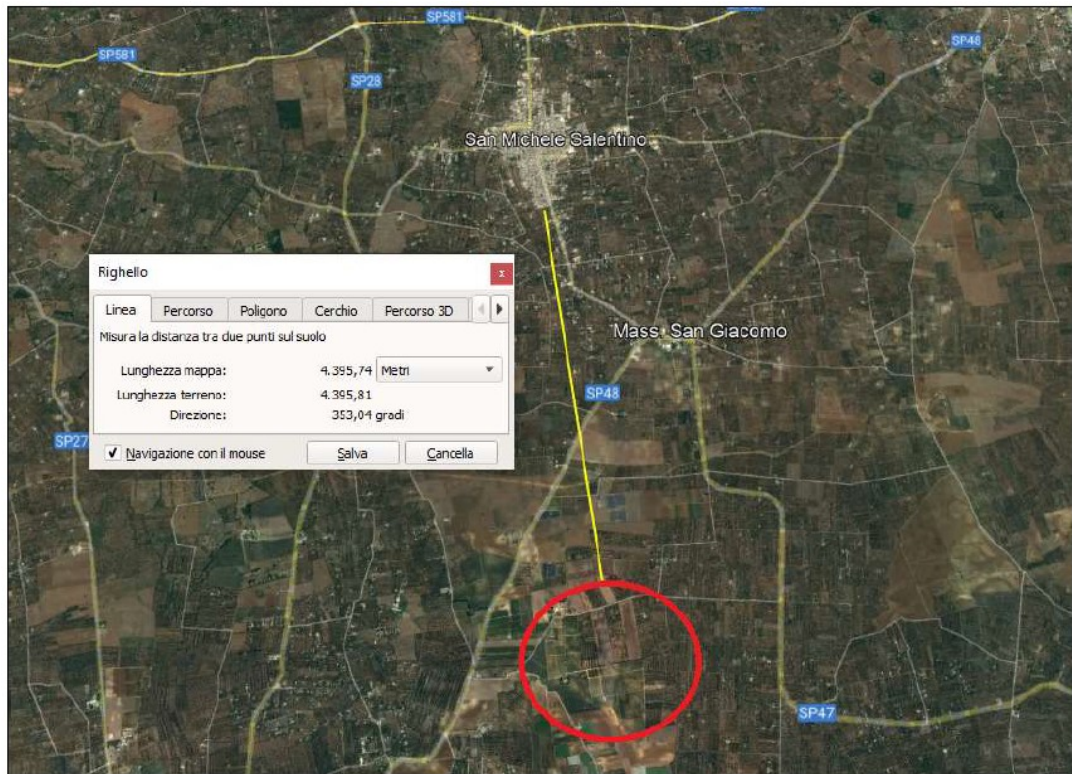 SP581
SP581
SP48
SP28
San Michele Salentino
Righello
x
Linea Percorso Poligono Cerchio Percorso 3D
Misura la distanza tra due punti sul suolo
Lunghezza mappa: 4.395,74 Metri
Lunghezza terreno: 4.395,81
Direzione: 353,04 gradi
Navigazione con il mouse Salva Cancella
Mass. San Giacomo
SP48
SP27
SP47